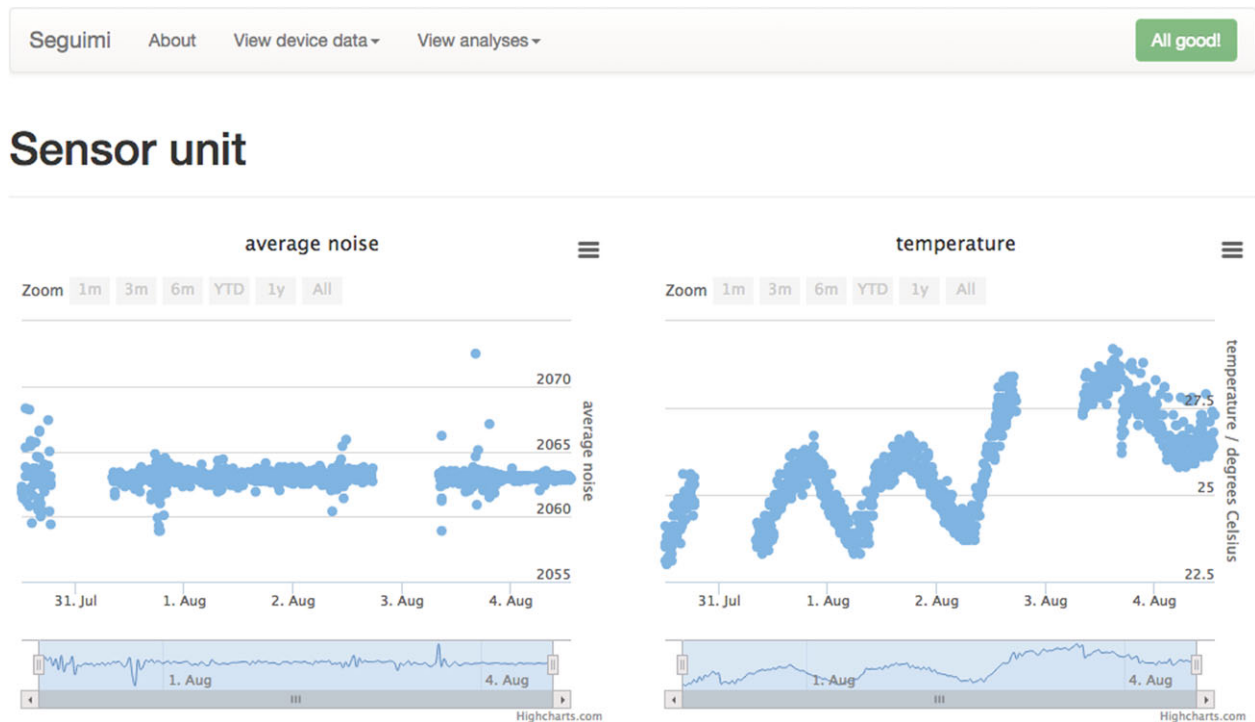 Seguimi About View device data View analyses All good!
Sensor unit
average noise
Zoom 1m 3m 6m YTD 1y All
2070
2065
2060
2055
average noise
31. Jul 1. Aug 2. Aug 3. Aug 4. Aug
1. Aug 4. Aug
Highcharts.com
temperature
Zoom 1m 3m 6m YTD 1y All
27.5
25
22.5
temperature / degrees Celsius
31. Jul 1. Aug 2. Aug 3. Aug 4. Aug
1. Aug 4. Aug
Highcharts.com